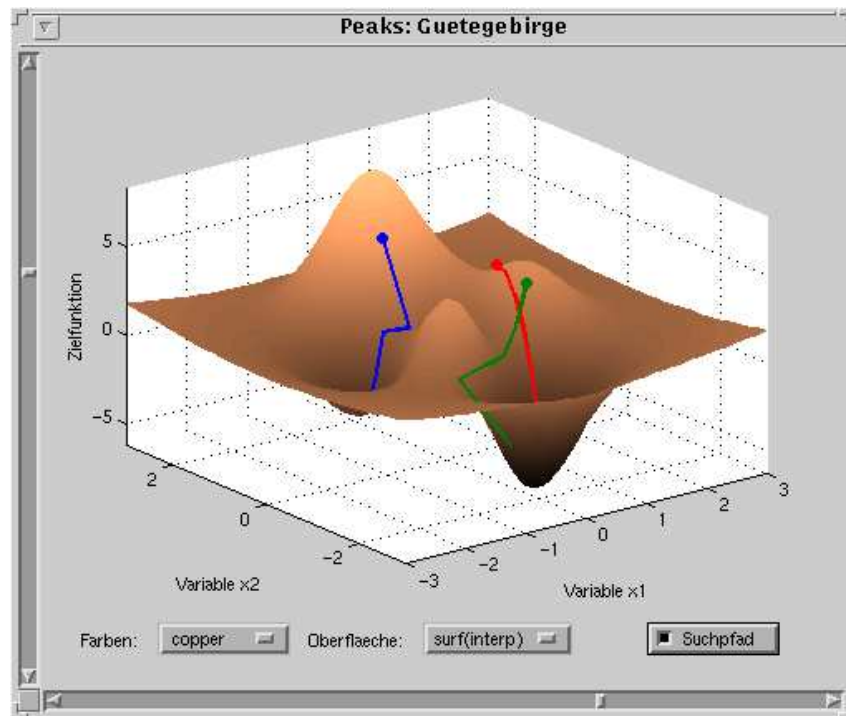 Peaks: Guetegebirge
5
0
−5
Zielfunktion
2
0
−2
Variable x2
−3
−2
−1
0
1
2
3
Variable x1
Farben: copper Oberflaeche: surf(interp) Suchpfad